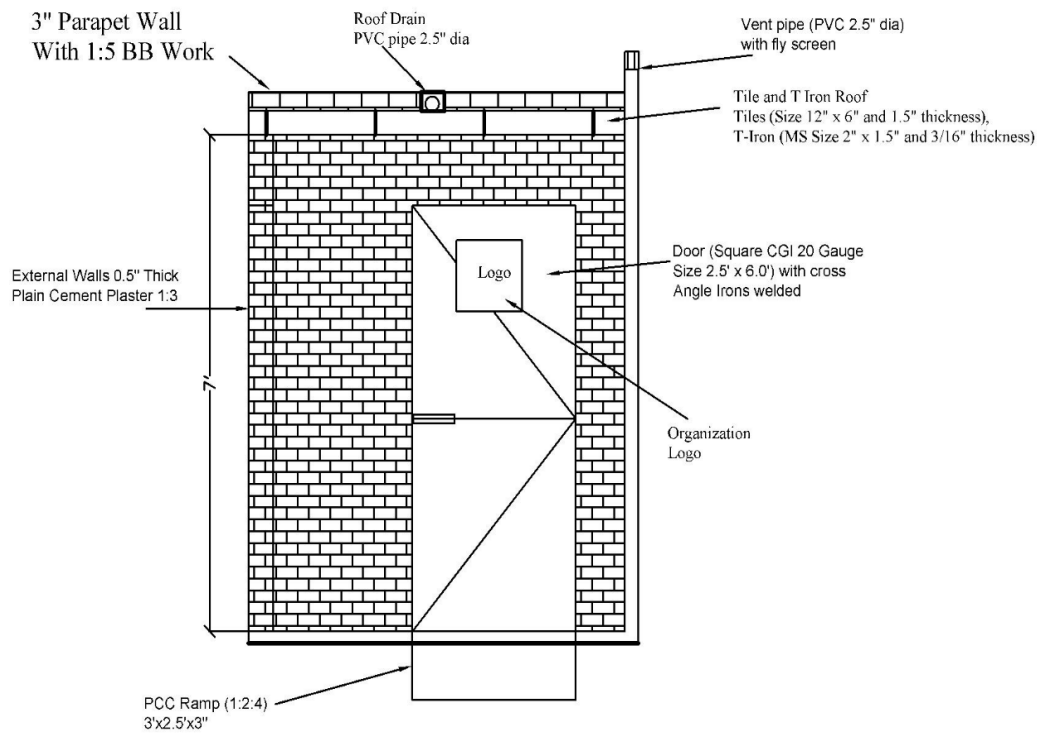 3" Parapet Wall
With 1:5 BB Work
Roof Drain
PVC pipe 2.5" dia
Vent pipe (PVC 2.5" dia)
with fly screen
Tile and T Iron Roof
Tiles (Size 12" x 6" and 1.5" thickness),
T-Iron (MS Size 2" x 1.5" and 3/16" thickness)
External Walls 0.5" Thick
Plain Cement Plaster 1:3
Logo
Door (Square CGI 20 Gauge
Size 2.5' x 6.0') with cross
Angle Irons welded
7'
Organization
Logo
PCC Ramp (1:2:4)
3'x2.5'x3"